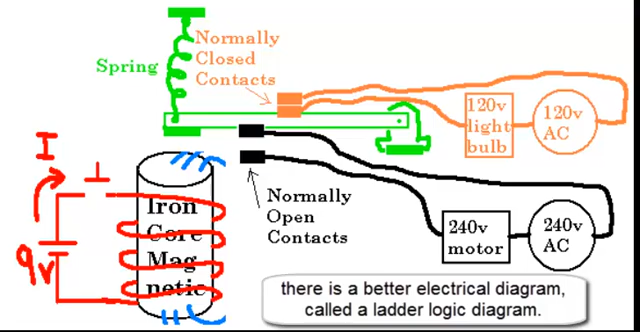 Normally
Closed
Contacts
Spring
120v
light
bulb
120v
AC
I
9v
Iron
Core
Mag
netic
Normally
Open
Contacts
240v
motor
240v
AC
there is a better electrical diagram,
called a ladder logic diagram.